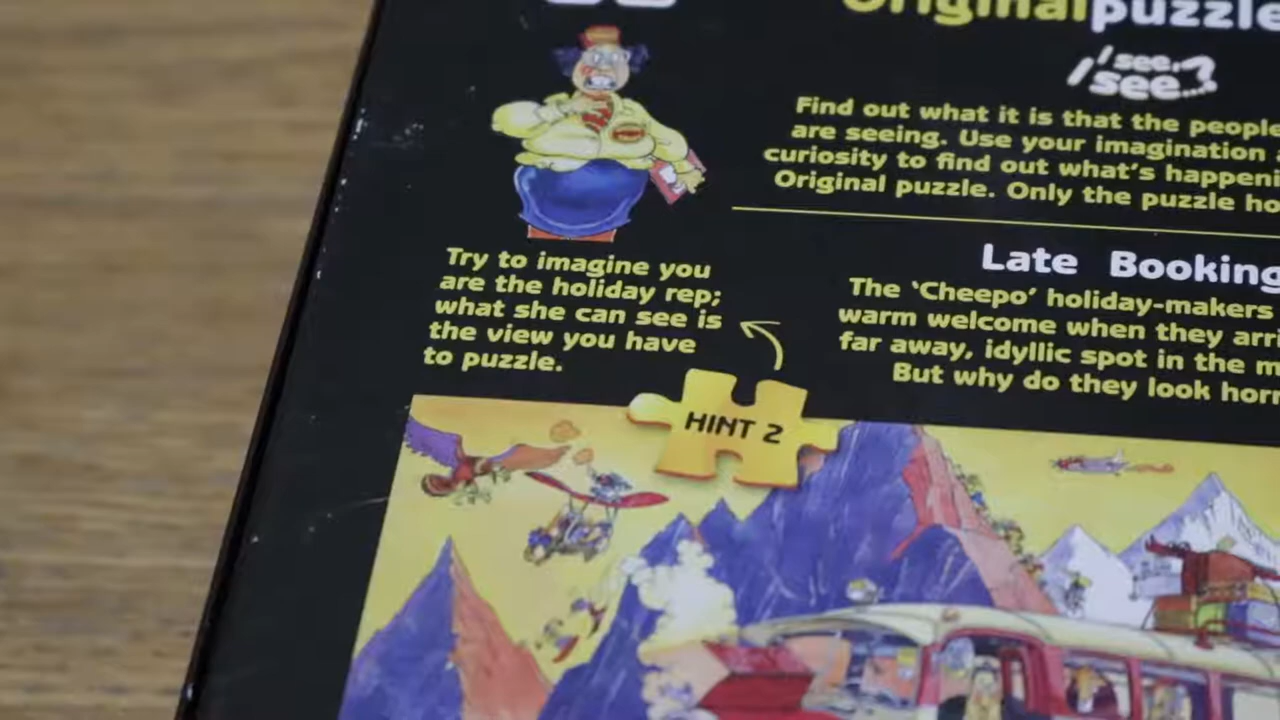 Originalpuzzle
I see,
I see..?
Find out what it is that the people
are seeing. Use your imagination
curiosity to find out what's happeni
Original puzzle. Only the puzzle ho
Try to imagine you
are the holiday rep;
what she can see is
the view you have
to puzzle.
Late Booking
The 'Cheepo' holiday-makers
warm welcome when they arri
far away, idyllic spot in the m
But why do they look horr
HINT 2